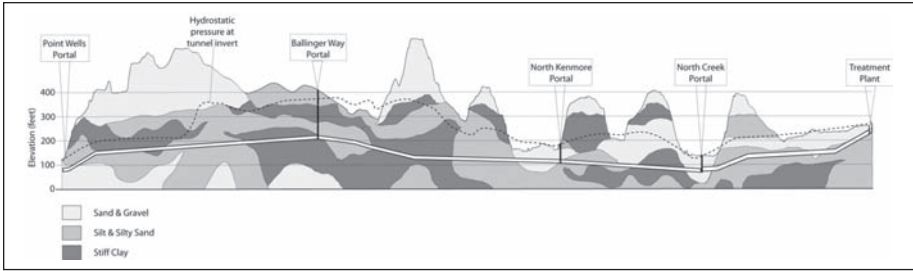 Hydrostatic
pressure at
tunnel invert
Point Wells
Portal
Ballinger Way
Portal
North Kenmore
Portal
North Creek
Portal
Treatment
Plant
Elevation (feet)
400
300
200
100
0
Sand & Gravel
Silt & Silty Sand
Stiff Clay